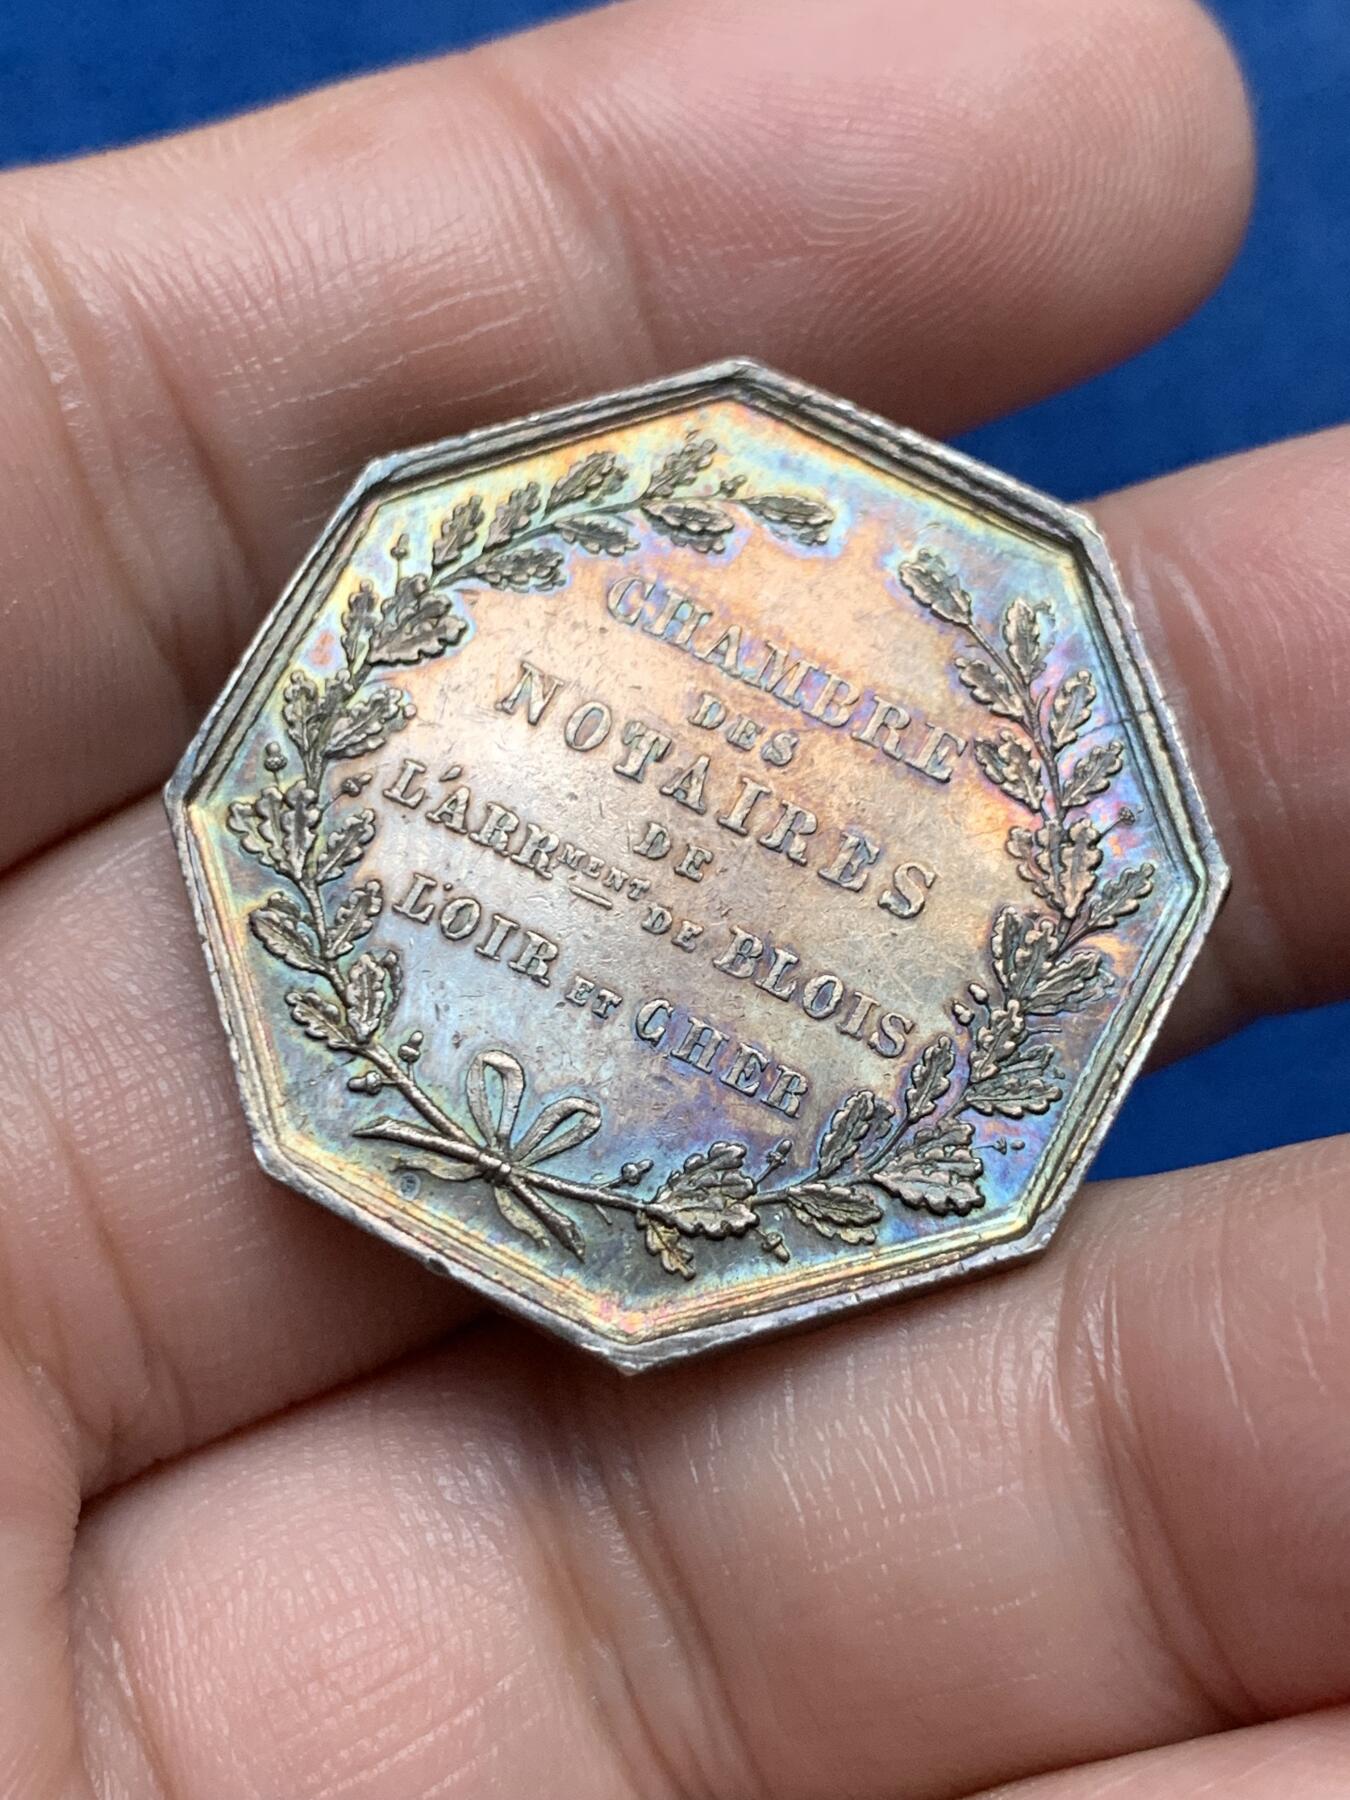 CHAMBRE
DES
NOTAIRES
DE
L'ARRMENT DE BLOIS
L'OIR ET CHER